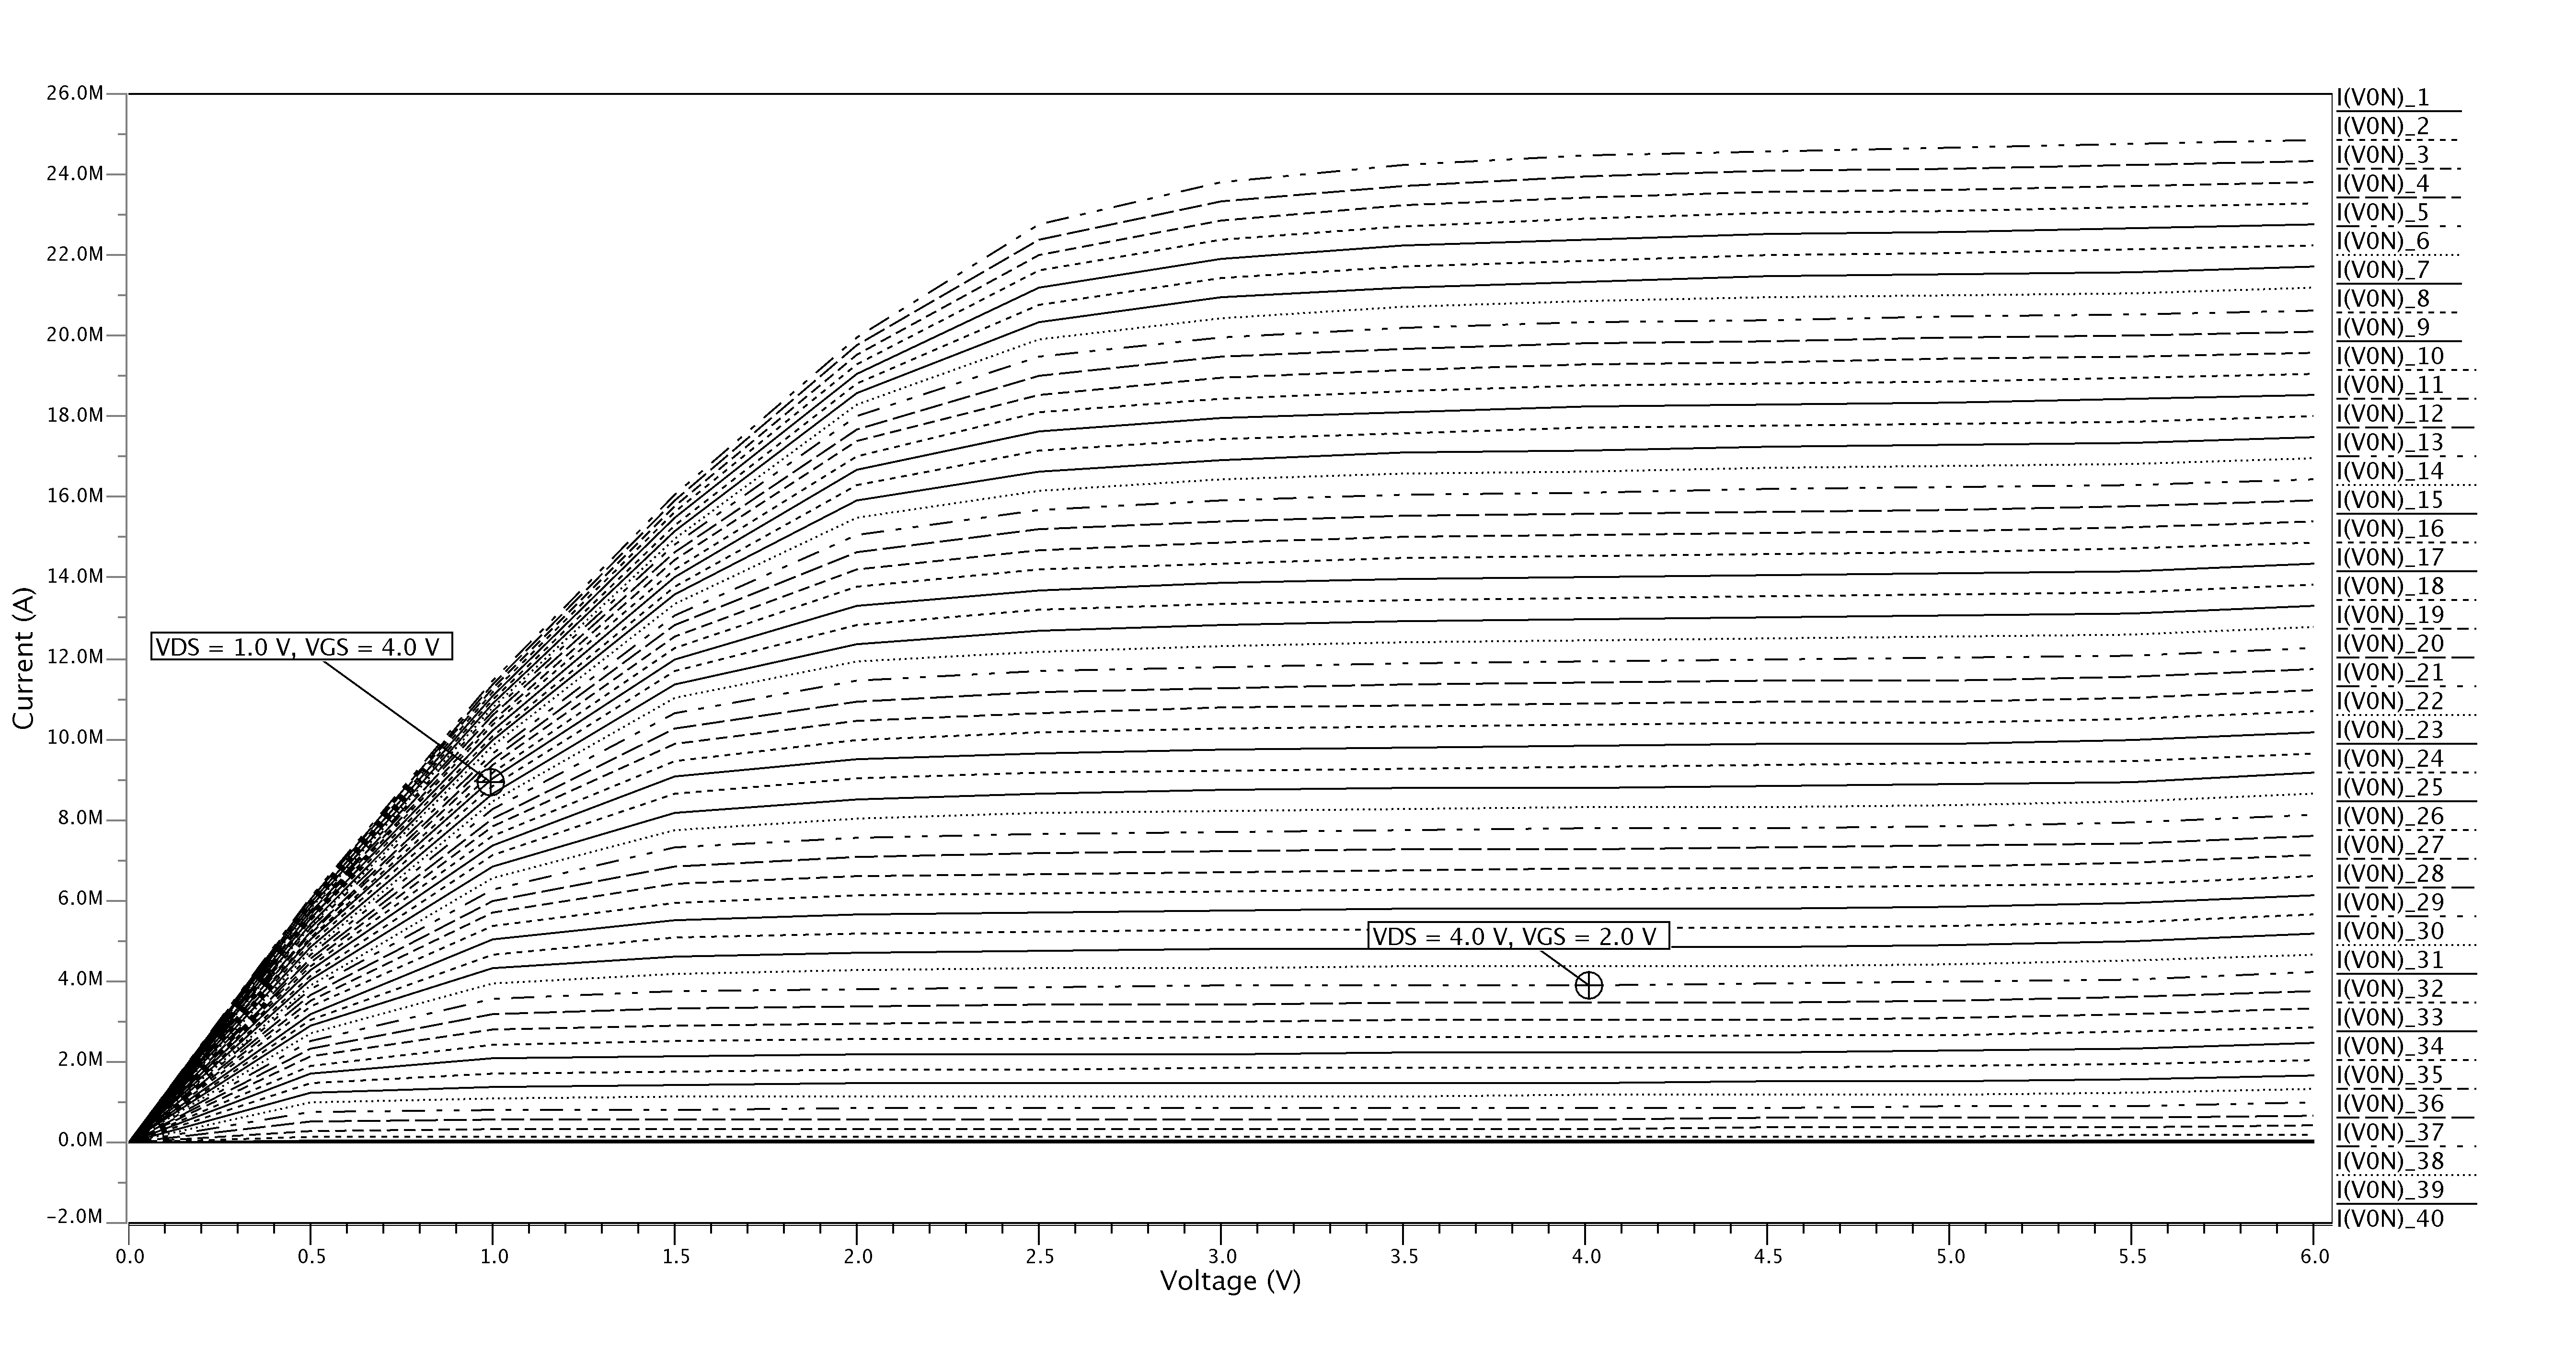 26.0M
24.0M
22.0M
20.0M
18.0M
16.0M
14.0M
12.0M
10.0M
8.0M
6.0M
4.0M
2.0M
0.0M
−2.0M
Current (A)
VDS = 1.0 V, VGS = 4.0 V
VDS = 4.0 V, VGS = 2.0 V
0.0 0.5 1.0 1.5 2.0 2.5 3.0 3.5 4.0 4.5 5.0 5.5 6.0
Voltage (V)
I(V0N)_1
I(V0N)_2
I(V0N)_3
I(V0N)_4
I(V0N)_5
I(V0N)_6
I(V0N)_7
I(V0N)_8
I(V0N)_9
I(V0N)_10
I(V0N)_11
I(V0N)_12
I(V0N)_13
I(V0N)_14
I(V0N)_15
I(V0N)_16
I(V0N)_17
I(V0N)_18
I(V0N)_19
I(V0N)_20
I(V0N)_21
I(V0N)_22
I(V0N)_23
I(V0N)_24
I(V0N)_25
I(V0N)_26
I(V0N)_27
I(V0N)_28
I(V0N)_29
I(V0N)_30
I(V0N)_31
I(V0N)_32
I(V0N)_33
I(V0N)_34
I(V0N)_35
I(V0N)_36
I(V0N)_37
I(V0N)_38
I(V0N)_39
I(V0N)_40